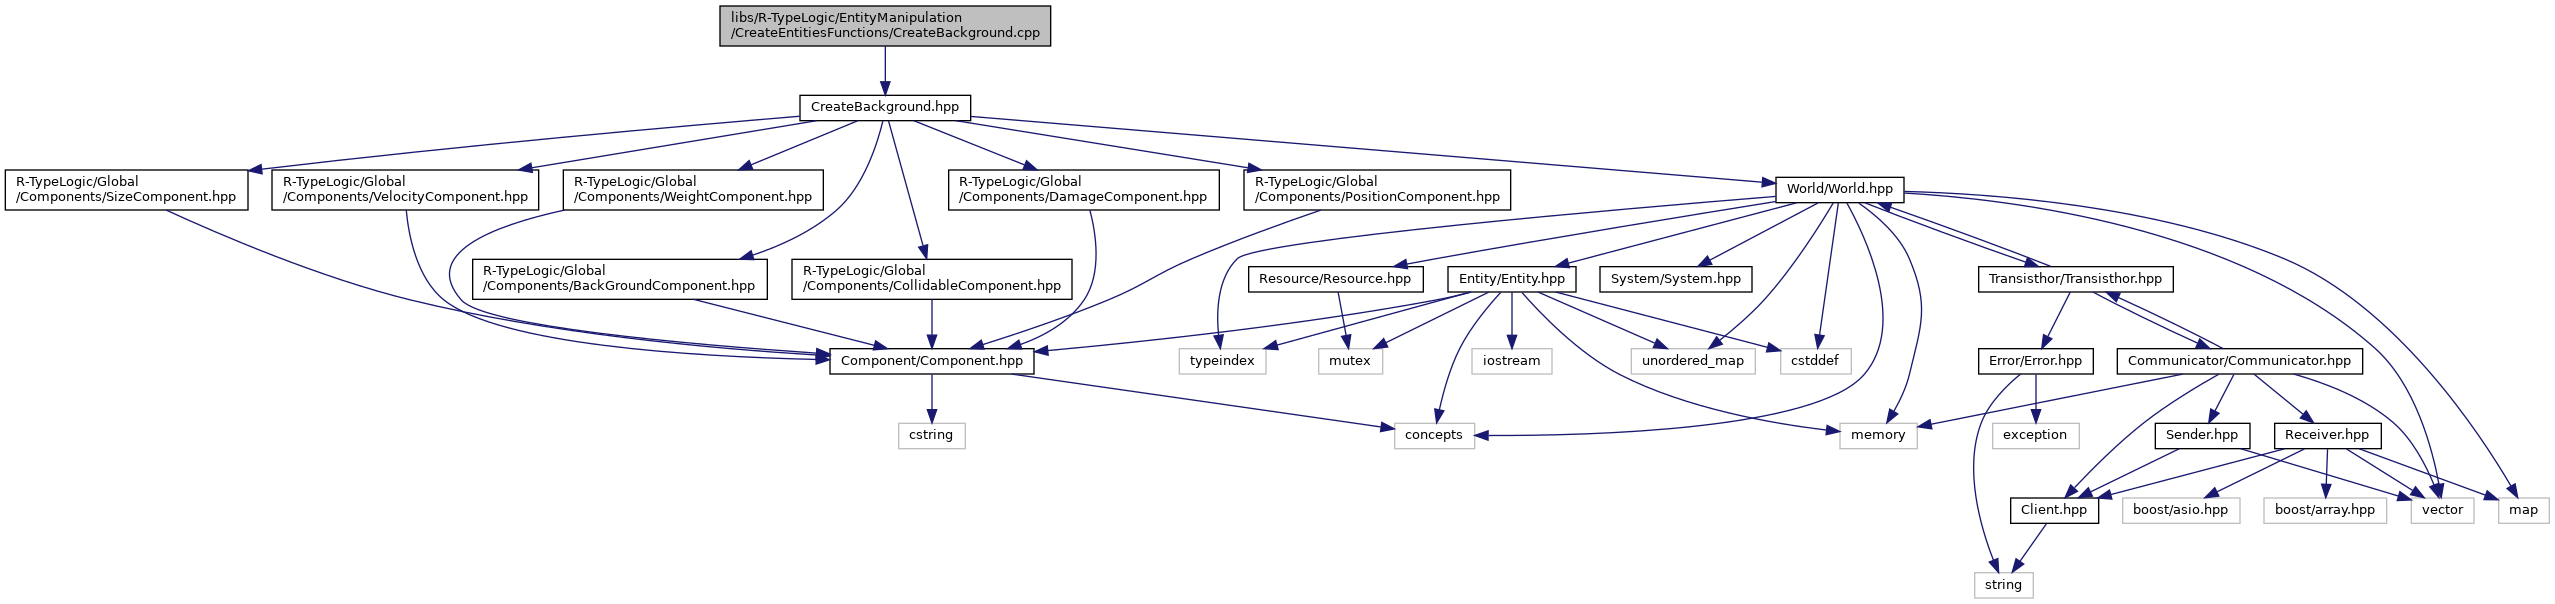 libs/R-TypeLogic/EntityManipulation
/CreateEntitiesFunctions/CreateBackground.cpp
CreateBackground.hpp
R-TypeLogic/Global
/Components/SizeComponent.hpp
R-TypeLogic/Global
/Components/VelocityComponent.hpp
R-TypeLogic/Global
/Components/WeightComponent.hpp
R-TypeLogic/Global
/Components/DamageComponent.hpp
R-TypeLogic/Global
/Components/PositionComponent.hpp
World/World.hpp
R-TypeLogic/Global
/Components/BackGroundComponent.hpp
R-TypeLogic/Global
/Components/CollidableComponent.hpp
Resource/Resource.hpp
Entity/Entity.hpp
System/System.hpp
Transisthor/Transisthor.hpp
Component/Component.hpp
typeindex
mutex
iostream
unordered_map
cstddef
Error/Error.hpp
Communicator/Communicator.hpp
cstring
concepts
memory
exception
Sender.hpp
Receiver.hpp
Client.hpp
boost/asio.hpp
boost/array.hpp
vector
map
string